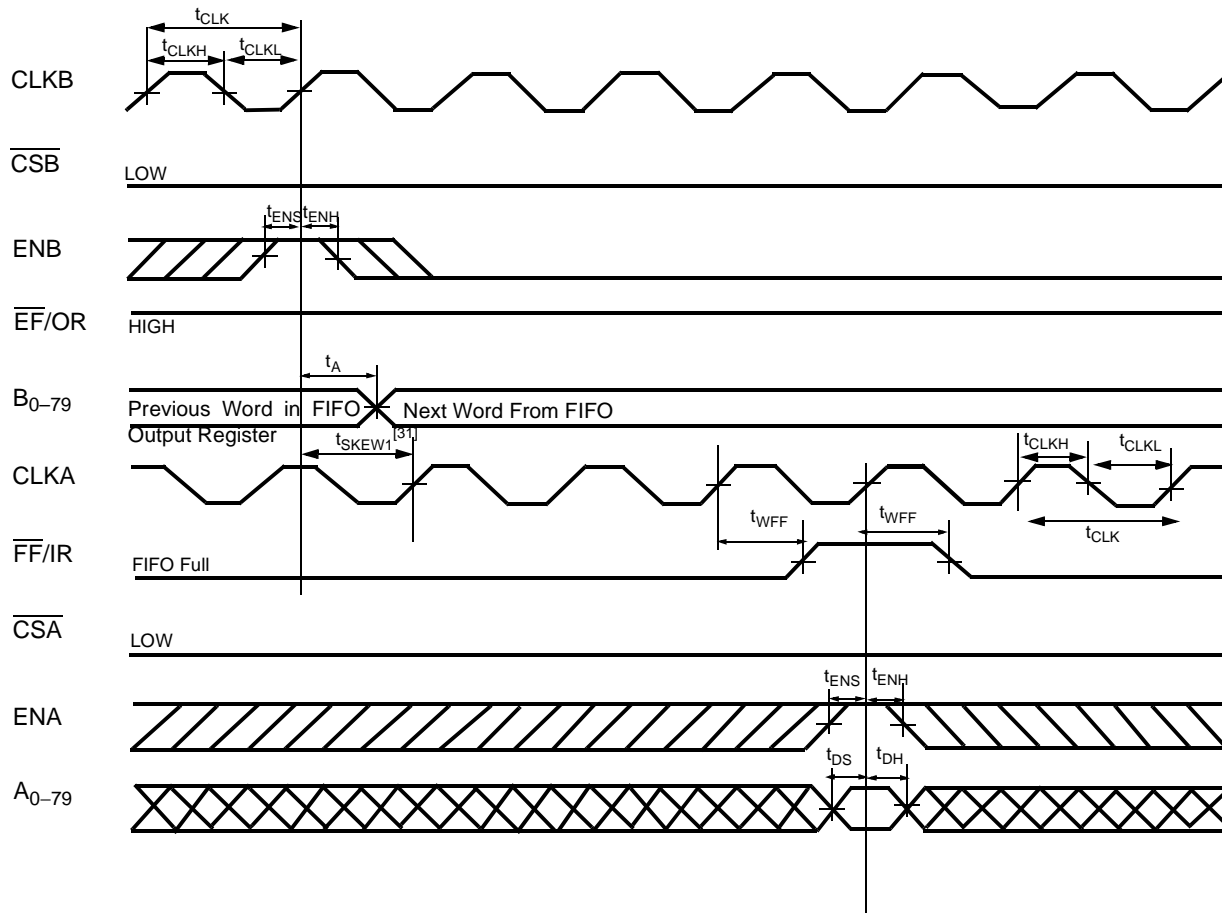 tCLK
tCLKH tCLKL
CLKB
CSB
LOW
tENS tENH
ENB
EF/OR HIGH
tA
B0–79
Previous Word in FIFO Next Word From FIFO
Output Register
tSKEW1[31]
tCLKH tCLKL
CLKA
tWFF tWFF
tCLK
FF/IR
FIFO Full
CSA
LOW
tENS tENH
ENA
tDS tDH
A0–79